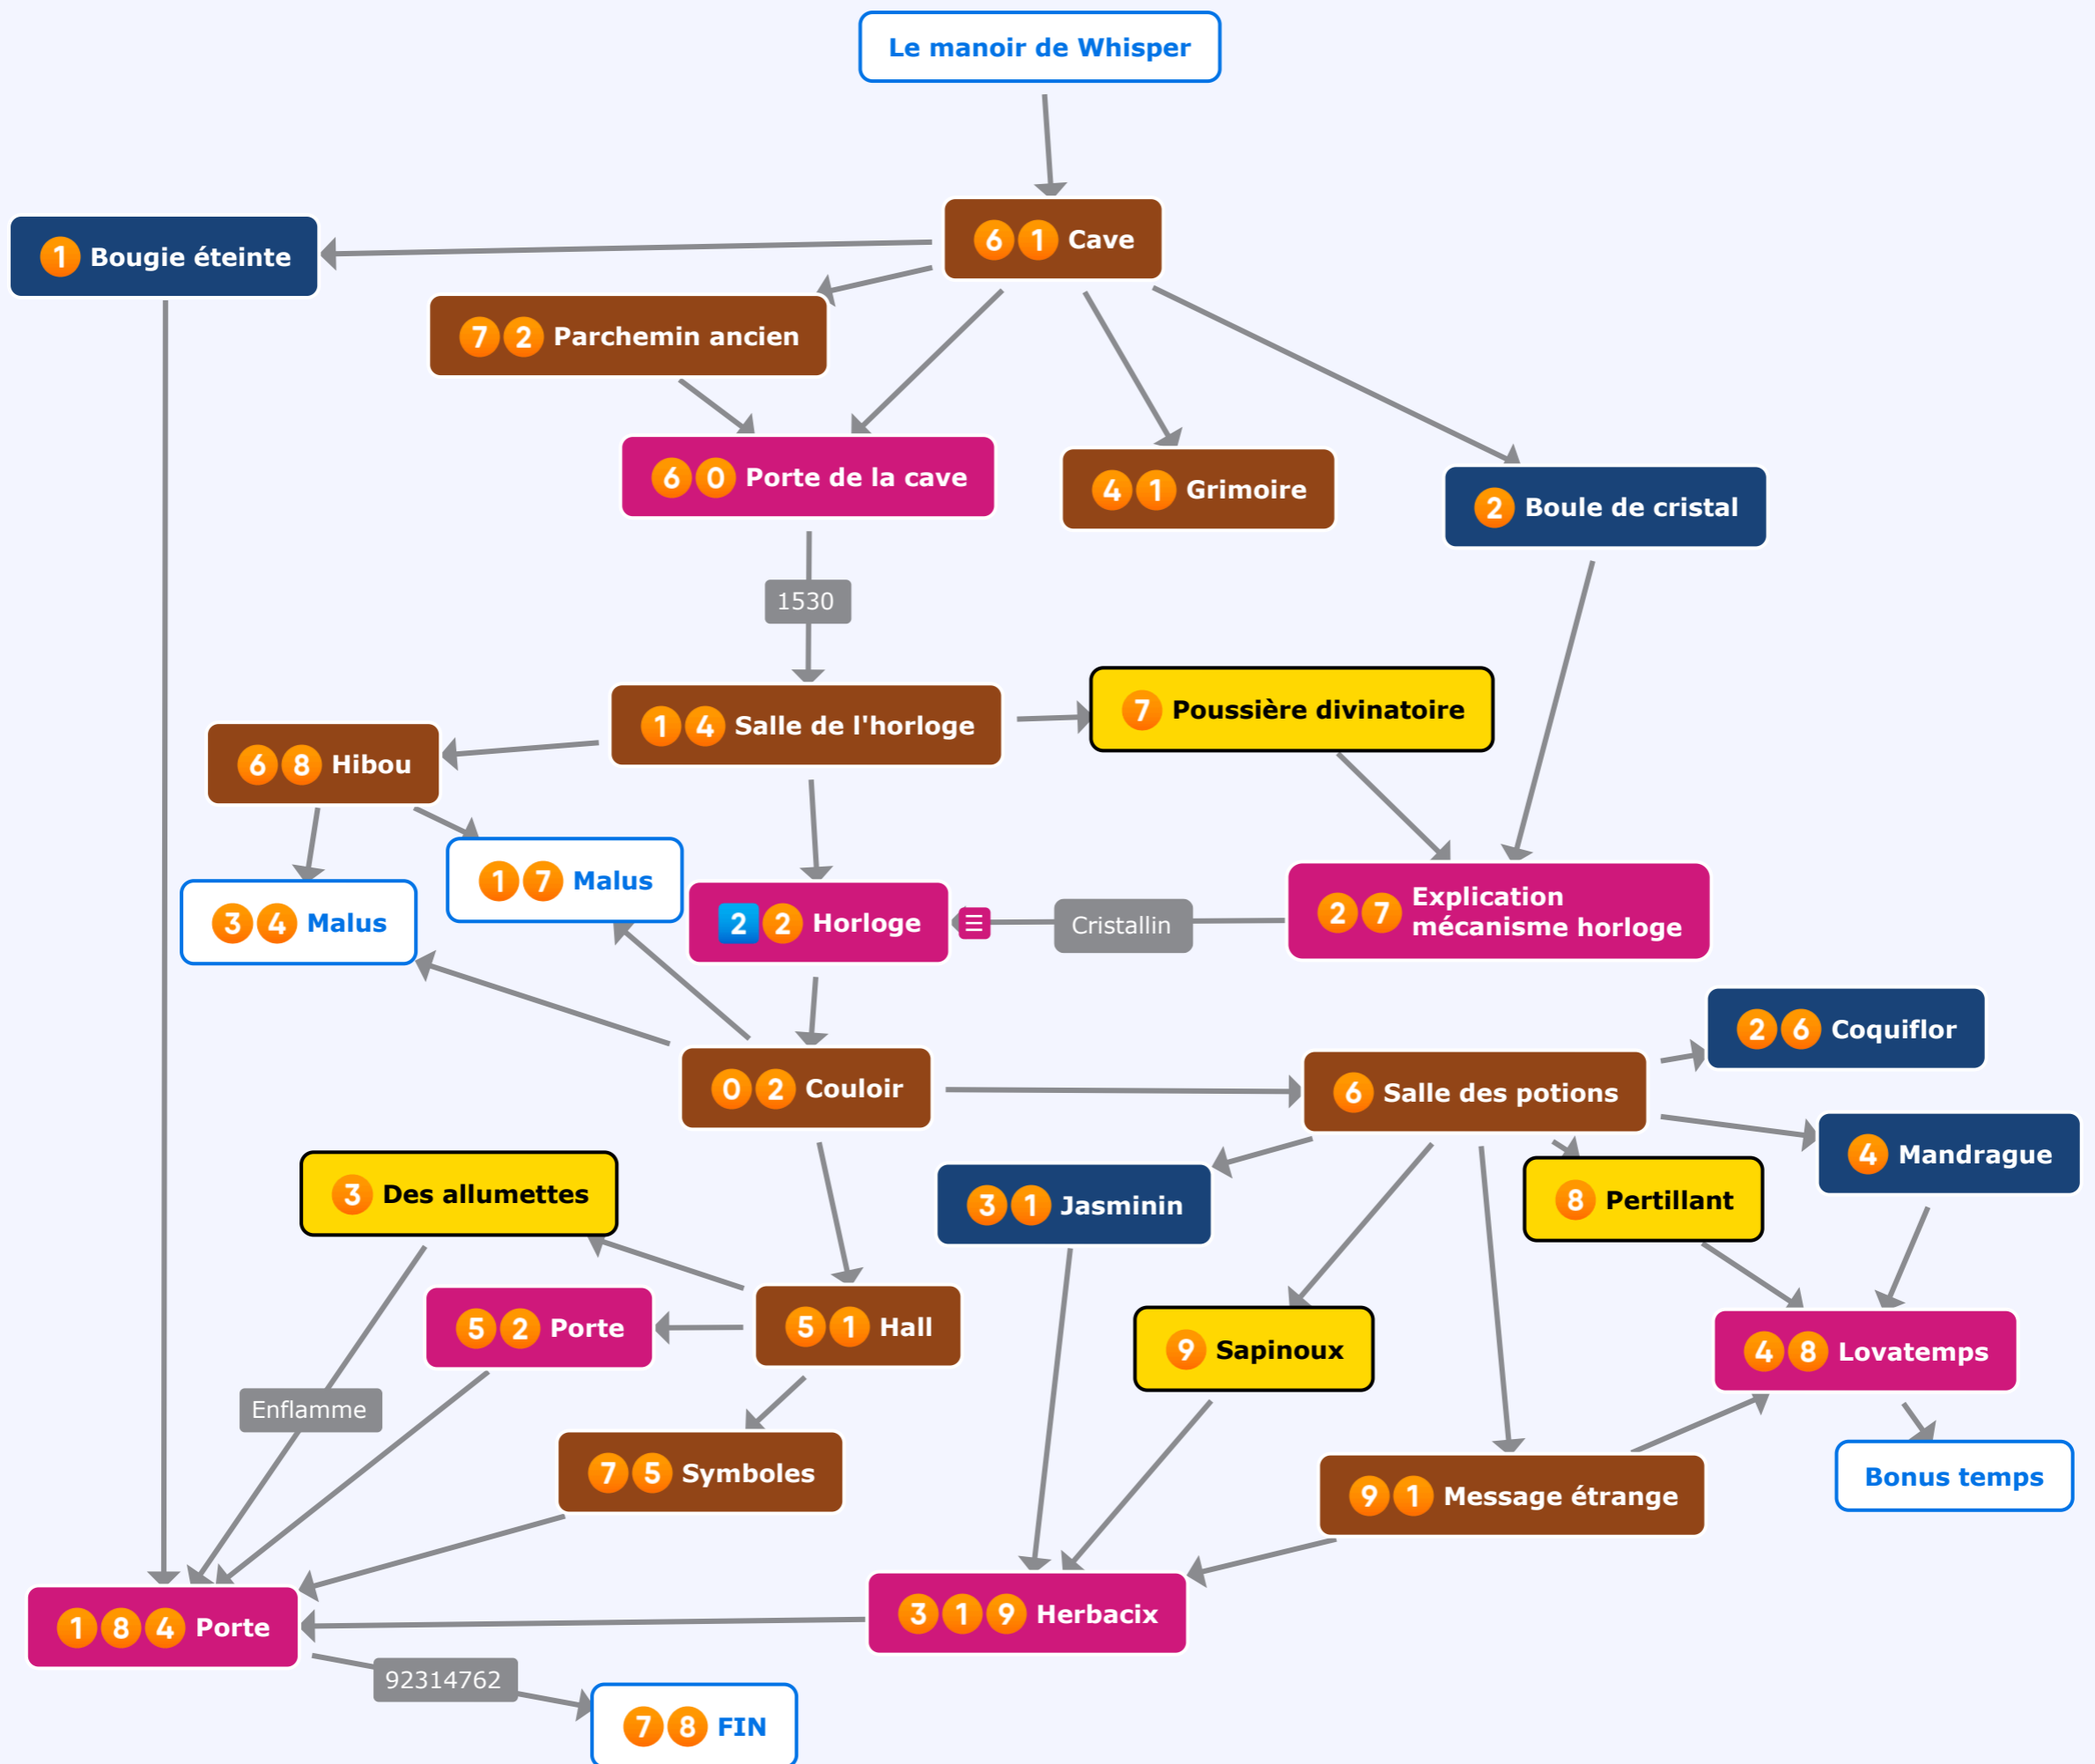 Le manoir de Whisper
6 1 Cave
1 Bougie éteinte
7 2 Parchemin ancien
6 0 Porte de la cave
4 1 Grimoire
2 Boule de cristal
1530
7 Poussière divinatoire
1 4 Salle de l'horloge
6 8 Hibou
1 7 Malus
3 4 Malus
2 2 Horloge
Cristallin
2 7 Explication
mécanisme horloge
2 6 Coquiflor
0 2 Couloir
6 Salle des potions
4 Mandrague
3 Des allumettes
3 1 Jasminin
8 Pertillant
5 2 Porte
5 1 Hall
9 Sapinoux
4 8 Lovatemps
Enflamme
7 5 Symboles
9 1 Message étrange
Bonus temps
1 8 4 Porte
3 1 9 Herbacix
92314762
7 8 FIN